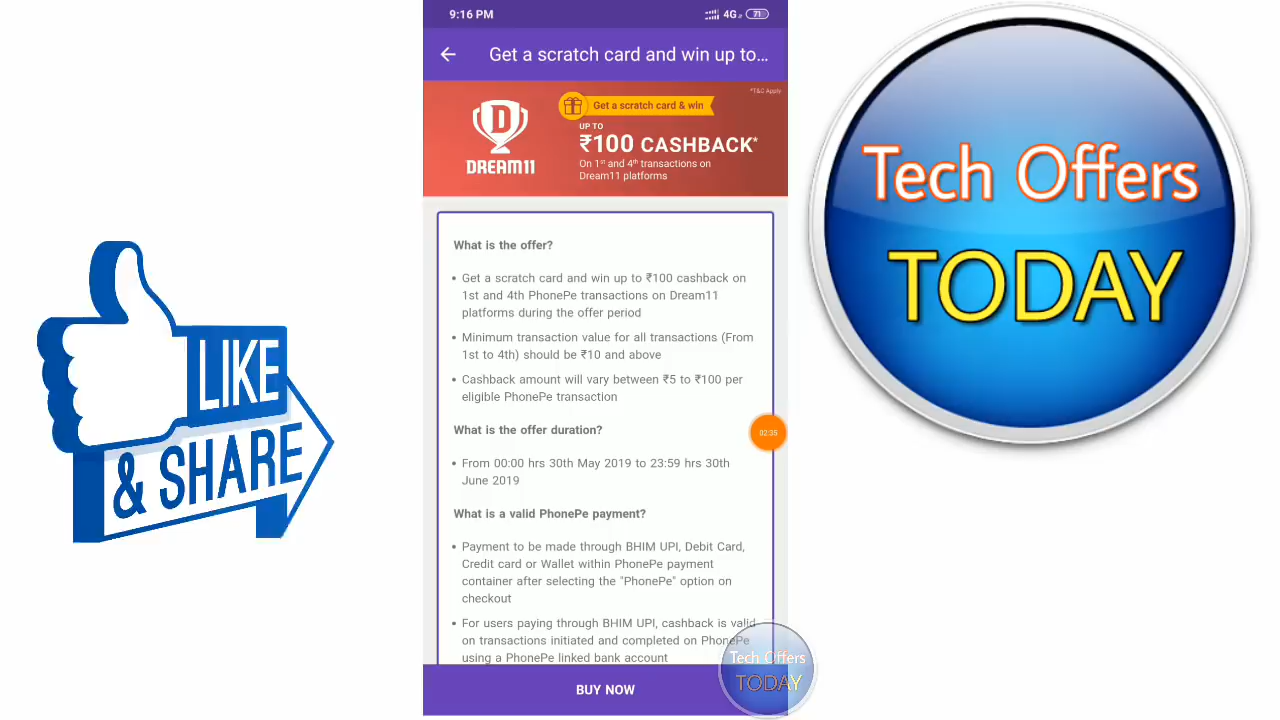 9:16 PM
4G
71
Get a scratch card and win up to...
*T&C Apply
Get a scratch card & win
UP TO
₹100 CASHBACK*
On 1st and 4th transactions on
Dream11 platforms
D
DREAM11
What is the offer?
• Get a scratch card and win up to ₹100 cashback on
1st and 4th PhonePe transactions on Dream11
platforms during the offer period
• Minimum transaction value for all transactions (From
1st to 4th) should be ₹10 and above
• Cashback amount will vary between ₹5 to ₹100 per
eligible PhonePe transaction
What is the offer duration?
• From 00:00 hrs 30th May 2019 to 23:59 hrs 30th
June 2019
What is a valid PhonePe payment?
• Payment to be made through BHIM UPI, Debit Card,
Credit card or Wallet within PhonePe payment
container after selecting the "PhonePe" option on
checkout
• For users paying through BHIM UPI, cashback is valid
on transactions initiated and completed on PhonePe
using a PhonePe linked bank account
BUY NOW
02:35
LIKE
& SHARE
Tech Offers
TODAY
Tech Offers
TODAY